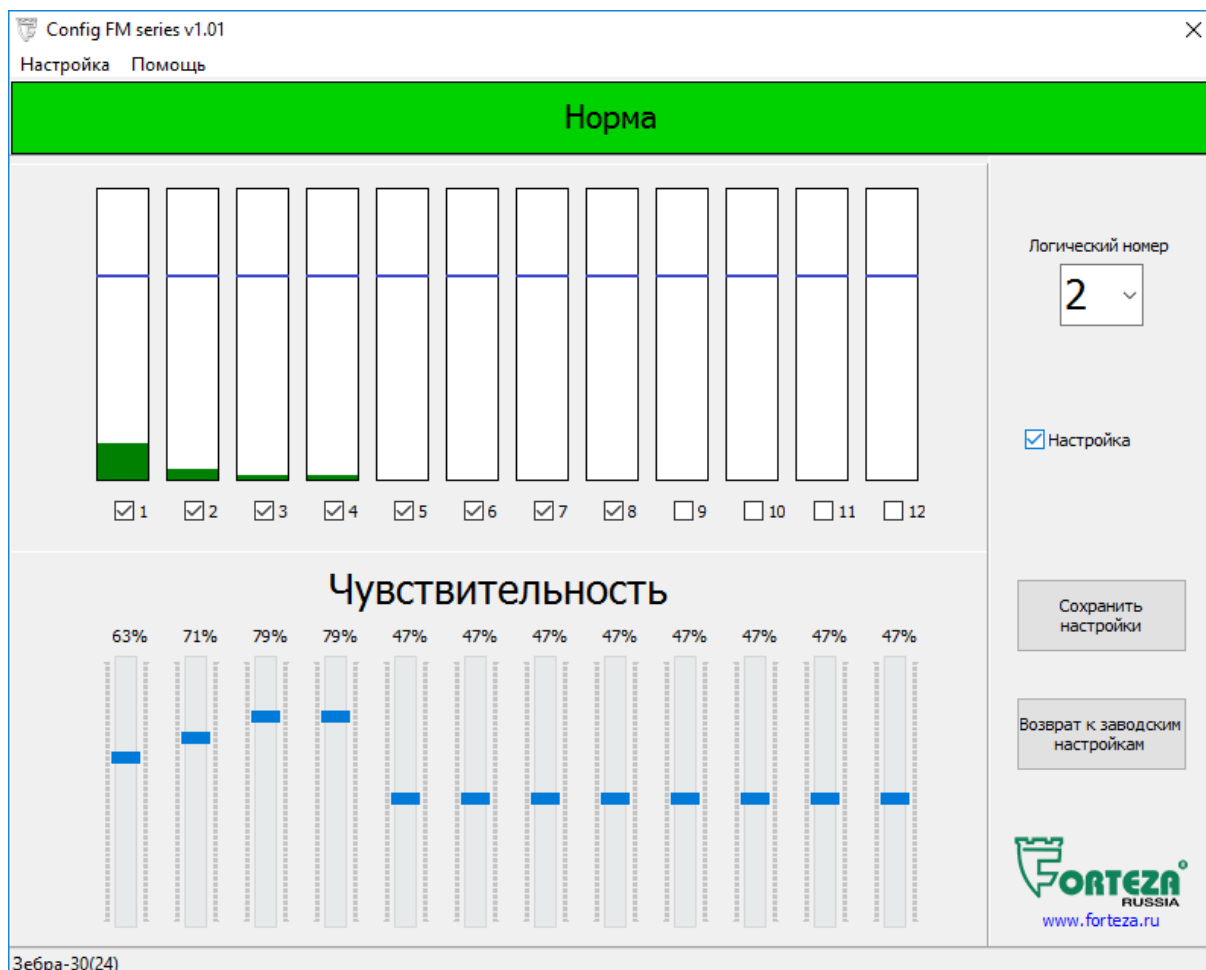 Config FM series v1.01
Настройка Помощь
Норма
Логический номер
2
Настройка
1 2 3 4 5 6 7 8 9 10 11 12
Чувствительность
63% 71% 79% 79% 47% 47% 47% 47% 47% 47% 47% 47%
Сохранить
настройки
Возврат к заводским
настройкам
FORTEZA®
RUSSIA
www.forteza.ru
Зебра-30(24)